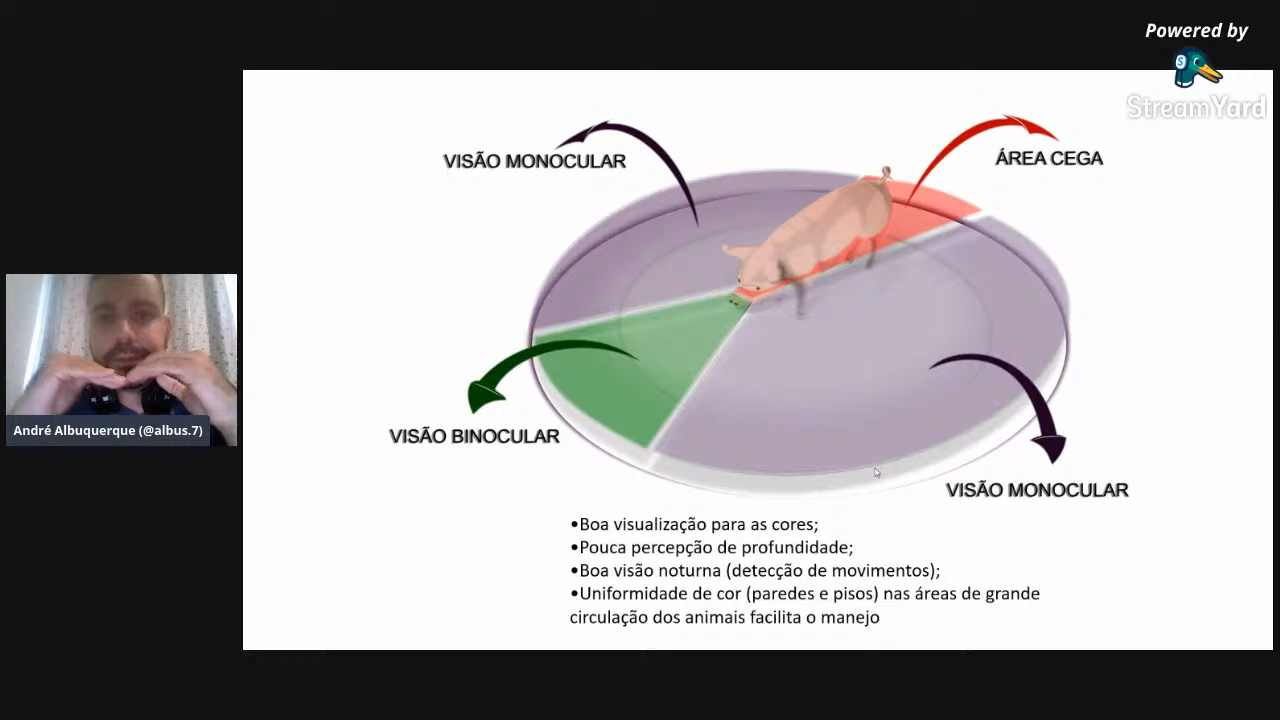 Powered by
StreamYard
VISÃO MONOCULAR
ÁREA CEGA
VISÃO BINOCULAR
VISÃO MONOCULAR
•Boa visualização para as cores;
•Pouca percepção de profundidade;
•Boa visão noturna (detecção de movimentos);
•Uniformidade de cor (paredes e pisos) nas áreas de grande
circulação dos animais facilita o manejo
André Albuquerque (@albus.7)